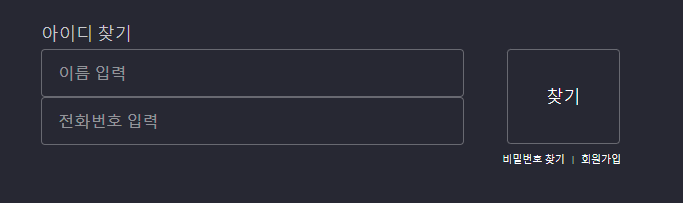 아이디 찾기
이름 입력
전화번호 입력
찾기
비밀번호 찾기 | 회원가입